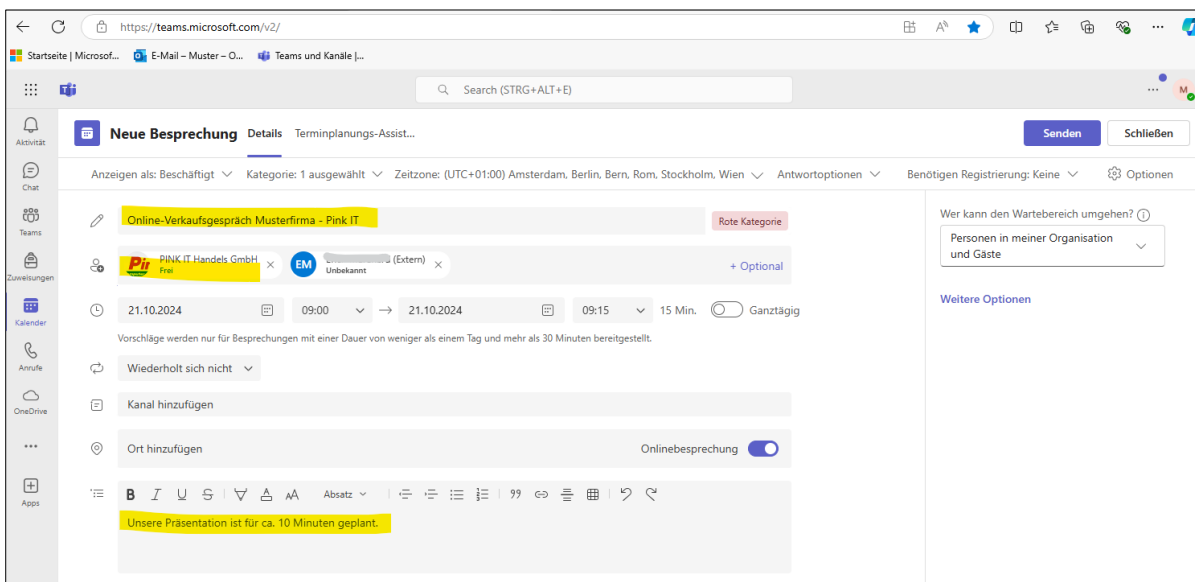 https://teams.microsoft.com/v2/
Startseite | Microsof... E-Mail – Muster – O... Teams und Kanäle |...
Search (STRG+ALT+E)
M
Aktivität
Chat
Teams
Zuweisungen
Kalender
Anrufe
OneDrive
Apps
Neue Besprechung Details Terminplanungs-Assist... Senden Schließen
Anzeigen als: Beschäftigt Kategorie: 1 ausgewählt Zeitzone: (UTC+01:00) Amsterdam, Berlin, Bern, Rom, Stockholm, Wien Antwortoptionen Benötigen Registrierung: Keine Optionen
Online-Verkaufsgespräch Musterfirma - Pink IT Rote Kategorie
PINK IT Handels GmbH
Frei
EM (Extern)
Unbekannt
+ Optional
21.10.2024 09:00 → 21.10.2024 09:15 15 Min. Ganztägig
Vorschläge werden nur für Besprechungen mit einer Dauer von weniger als einem Tag und mehr als 30 Minuten bereitgestellt.
Wiederholt sich nicht
Kanal hinzufügen
Ort hinzufügen Onlinebesprechung
B I U S A AA Absatz
Unsere Präsentation ist für ca. 10 Minuten geplant.
Wer kann den Wartebereich umgehen?
Personen in meiner Organisation
und Gäste
Weitere Optionen